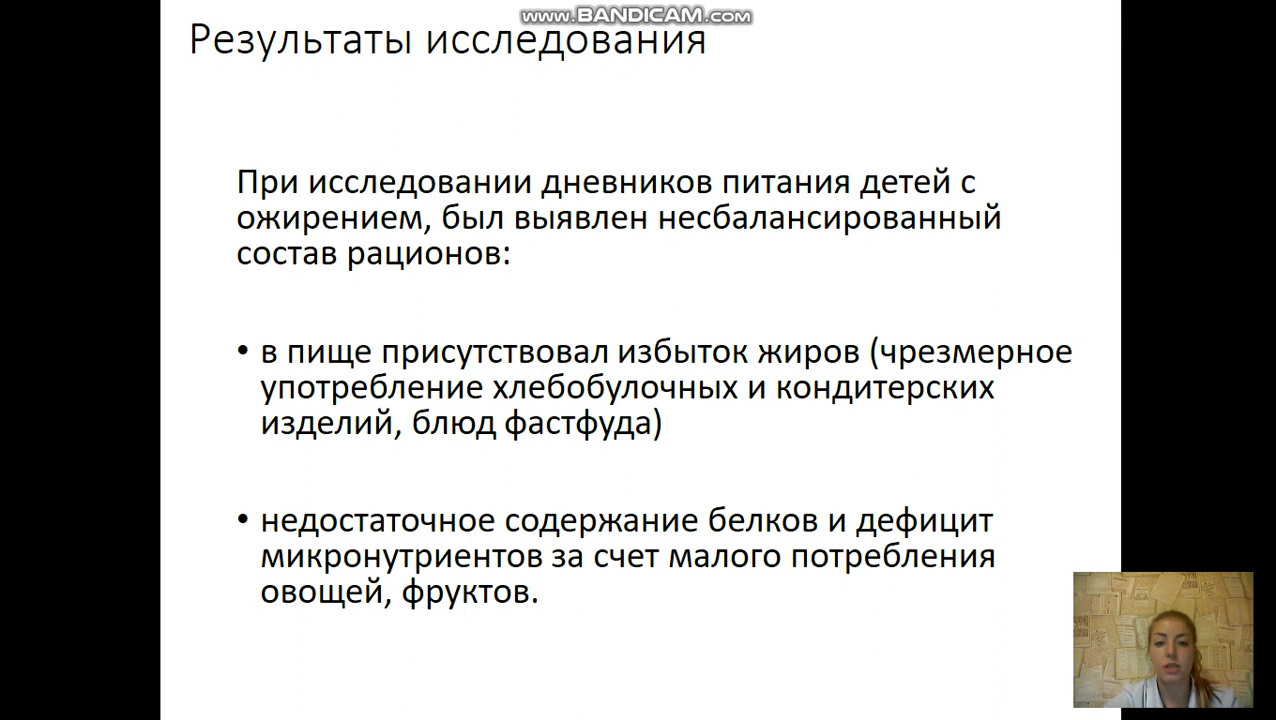 www.BANDICAM.com
Результаты исследования
При исследовании дневников питания детей с
ожирением, был выявлен несбалансированный
состав рационов:
• в пище присутствовал избыток жиров (чрезмерное
употребление хлебобулочных и кондитерских
изделий, блюд фастфуда)
• недостаточное содержание белков и дефицит
микронутриентов за счет малого потребления
овощей, фруктов.